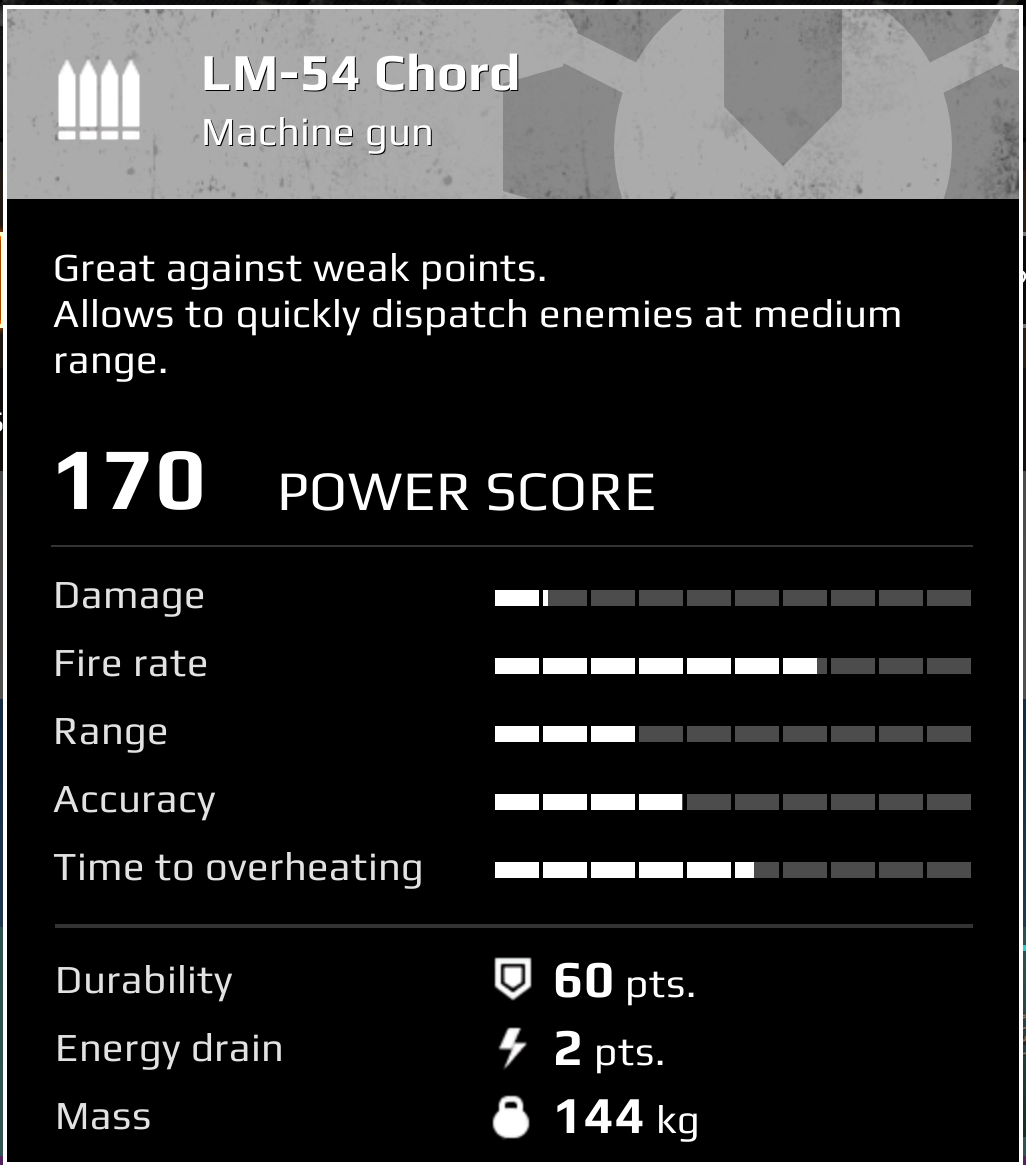 LM-54 Chord
Machine gun
Great against weak points.
Allows to quickly dispatch enemies at medium
range.
170 POWER SCORE
Damage
Fire rate
Range
Accuracy
Time to overheating
Durability 60 pts.
Energy drain 2 pts.
Mass 144 kg